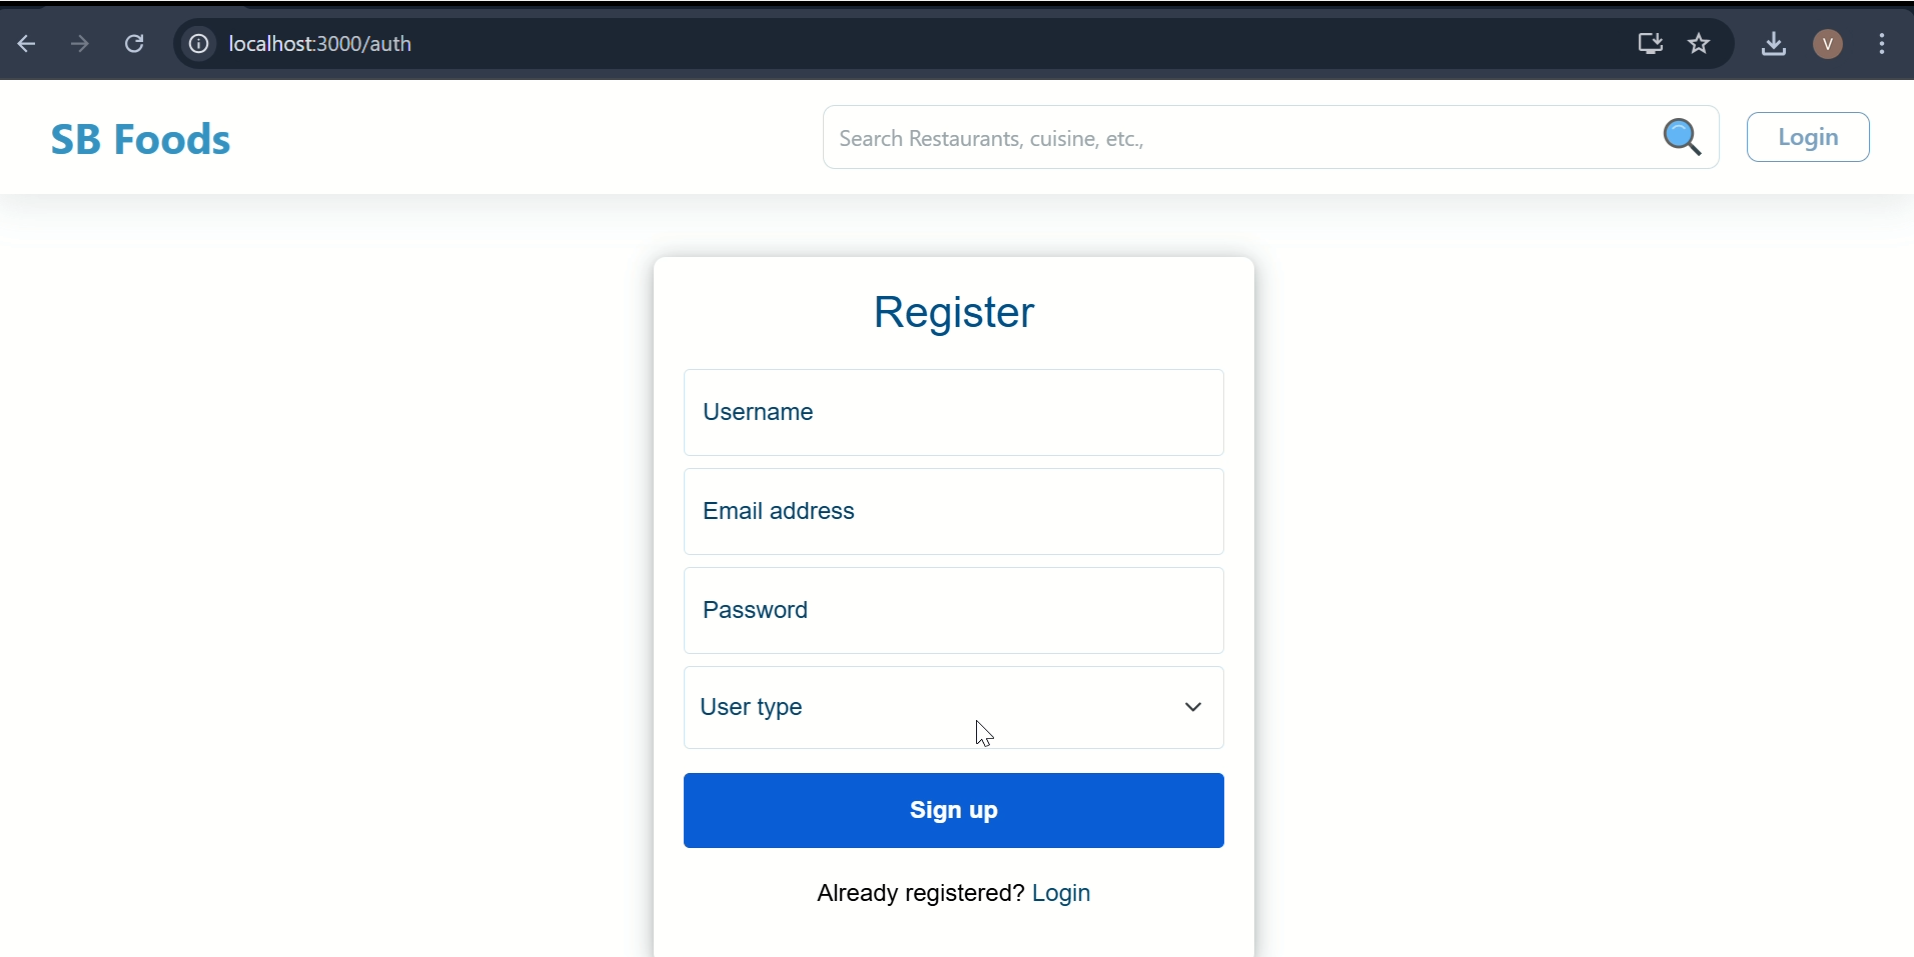 localhost:3000/auth
V
SB Foods
Search Restaurants, cuisine, etc.,
Login
Register
Username
Email address
Password
User type
Sign up
Already registered? Login